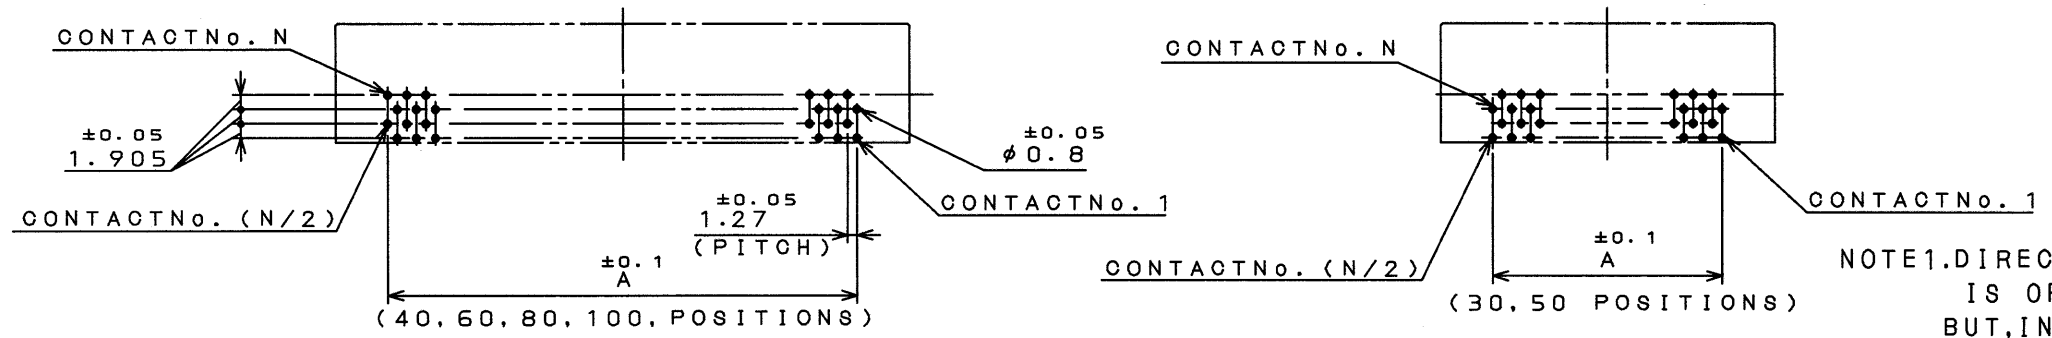 CONTACTNo. N
±0.05
1.905
CONTACTNo. (N/2)
±0.05
φ0.8
CONTACTNo. 1
±0.05
1.27
(PITCH)
±0.1
A
(40,60,80,100,POSITIONS)
CONTACTNo. N
CONTACTNo. 1
CONTACTNo. (N/2)
±0.1
A
(30,50 POSITIONS)
NOTE1.DIREC
IS OF
BUT,IN